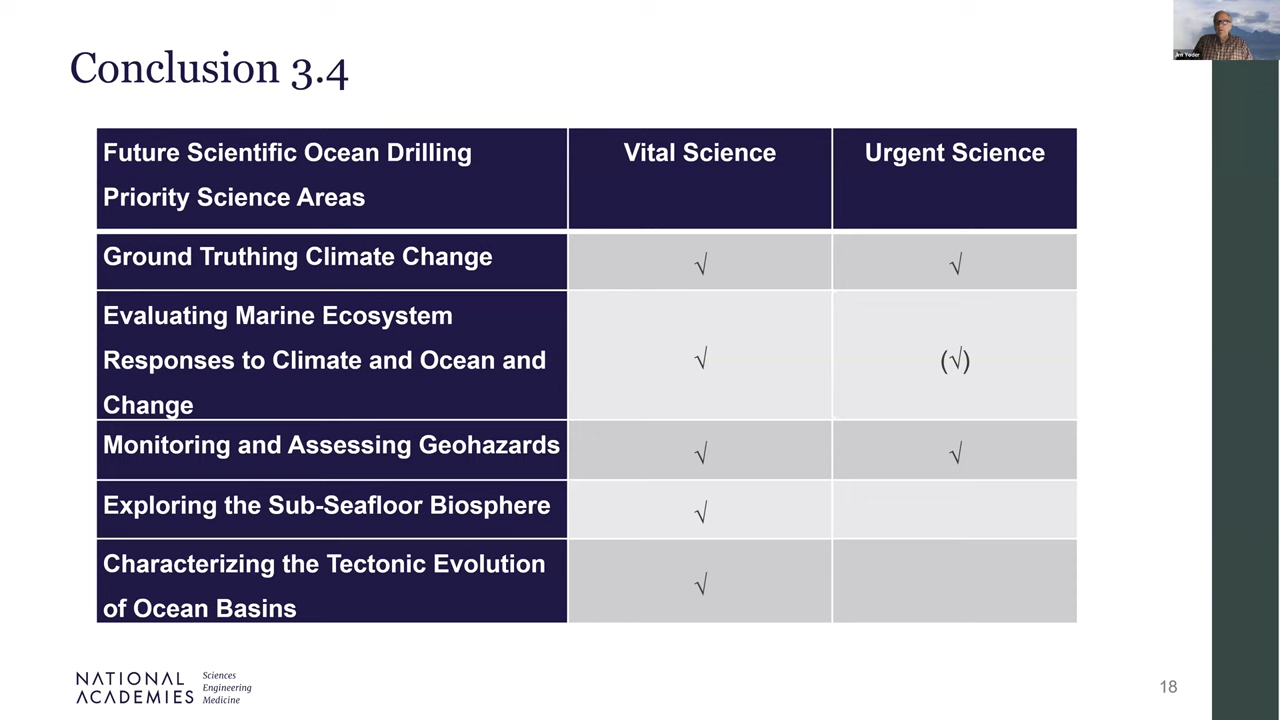 Conclusion 3.4
Jim Yoder
Future Scientific Ocean Drilling
Priority Science Areas
Vital Science
Urgent Science
Ground Truthing Climate Change
√
√
Evaluating Marine Ecosystem
Responses to Climate and Ocean and
Change
√
(√)
Monitoring and Assessing Geohazards
√
√
Exploring the Sub-Seafloor Biosphere
√
Characterizing the Tectonic Evolution
of Ocean Basins
√
NATIONAL
ACADEMIES
Sciences
Engineering
Medicine
18